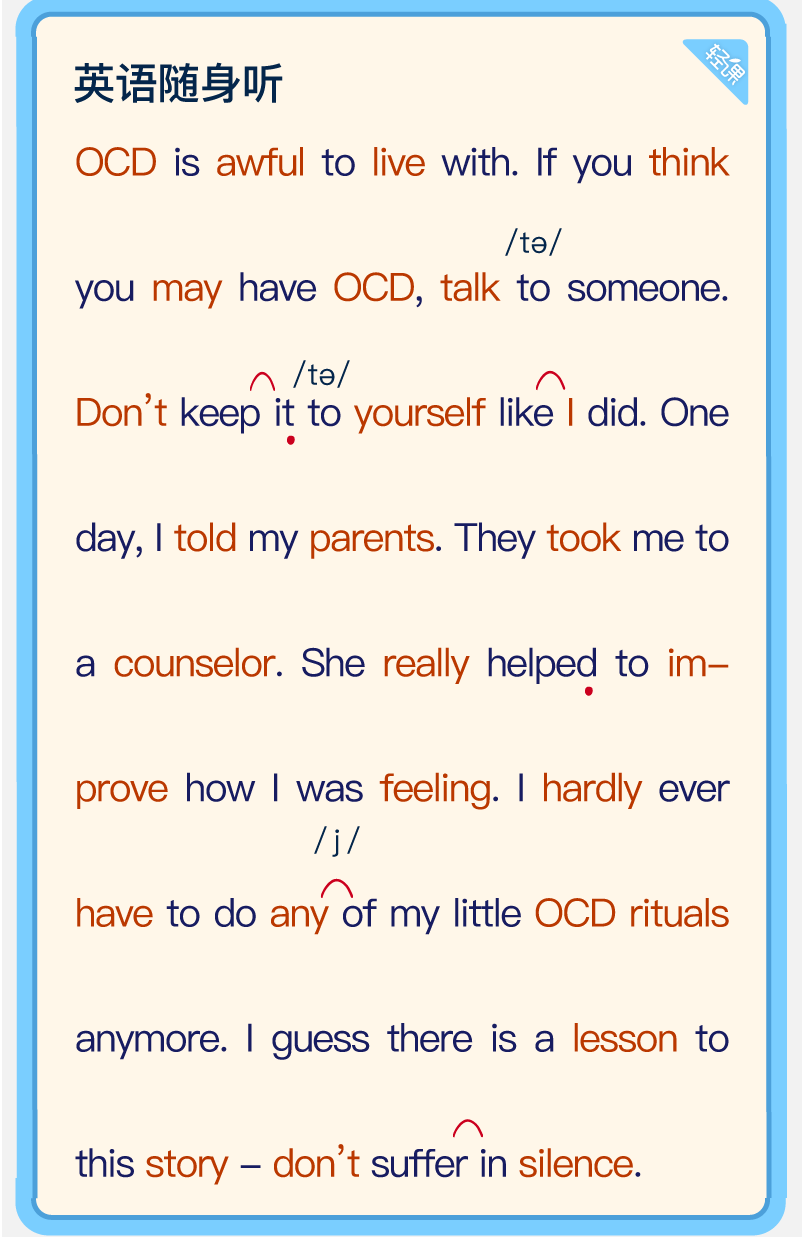 英语随身听
轻课
OCD is awful to live with. If you think
/tə/
you may have OCD, talk to someone.
/tə/
Don't keep it to yourself like I did. One
day, I told my parents. They took me to
a counselor. She really helped to im–
prove how I was feeling. I hardly ever
/j/
have to do any of my little OCD rituals
anymore. I guess there is a lesson to
this story – don't suffer in silence.